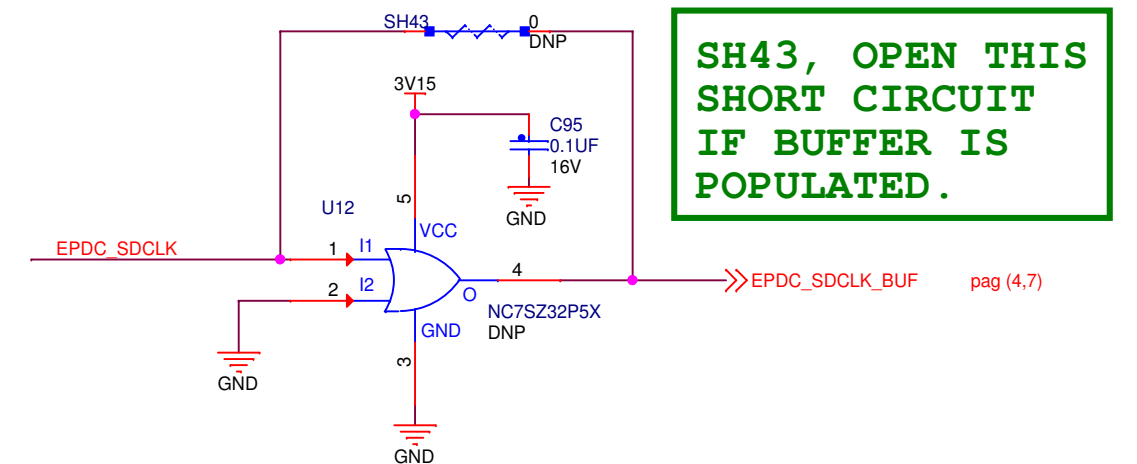 SH43
0
DNP
SH43, OPEN THIS
SHORT CIRCUIT
IF BUFFER IS
POPULATED.
3V15
C95
0.1UF
16V
GND
U12
5
VCC
EPDC_SDCLK
1
I1
2
I2
4
O
EPDC_SDCLK_BUF
pag (4,7)
NC7SZ32P5X
DNP
GND
3
GND
GND